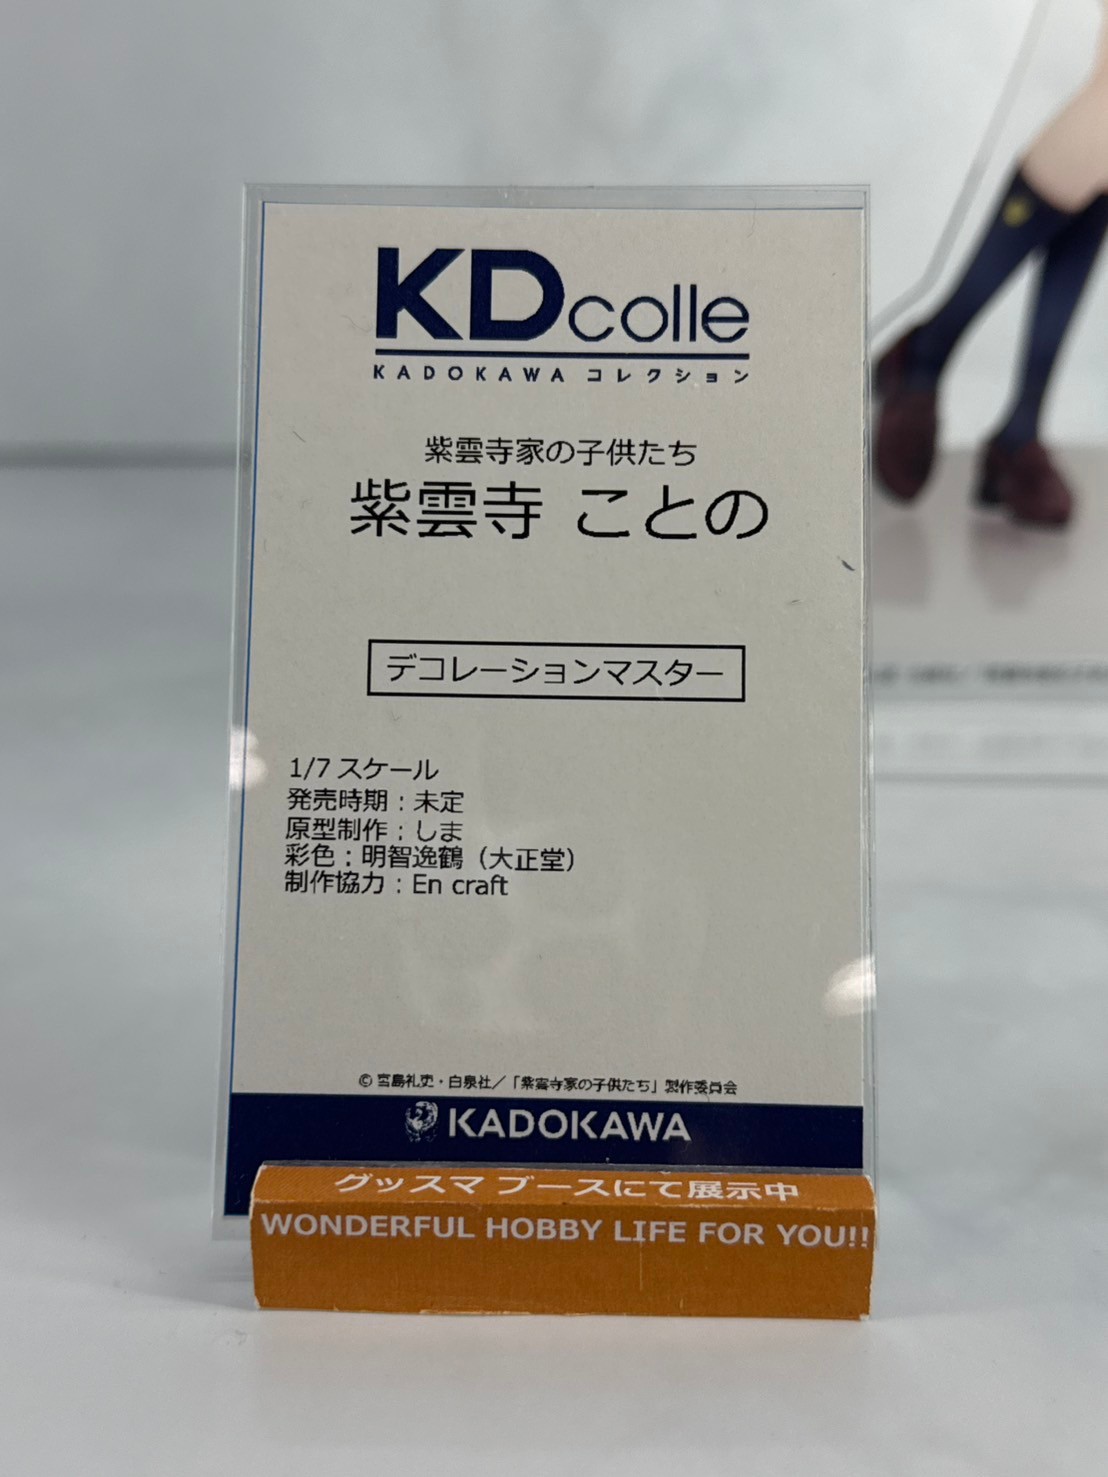 KDcolle
KADOKAWA コレクション
紫雲寺家の子供たち
紫雲寺 ことの
デコレーションマスター
1/7 スケール
発売時期：未定
原型制作：しま
彩色：明智逸鶴（大正堂）
制作協力：En craft
© 宮島礼吏・白泉社／「紫雲寺家の子供たち」製作委員会
KADOKAWA
グッスマ ブースにて展示中
WONDERFUL HOBBY LIFE FOR YOU!!